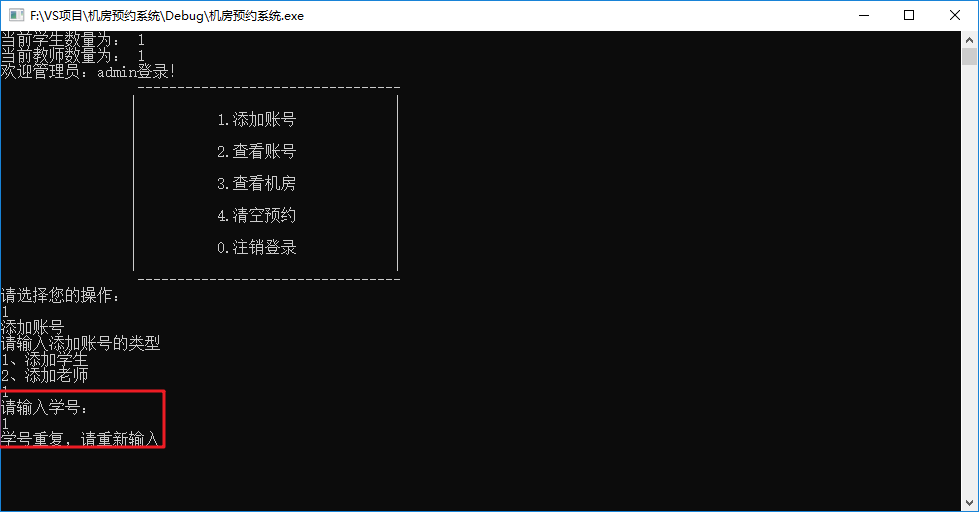 F:\VS项目\机房预约系统\Debug\机房预约系统.exe
当前学生数量为： 1
当前教师数量为： 1
欢迎管理员：admin登录！
1.添加账号
2.查看账号
3.查看机房
4.清空预约
0.注销登录
请选择您的操作：
1
添加账号
请输入添加账号的类型
1、添加学生
2、添加老师
1
请输入学号：
1
学号重复，请重新输入